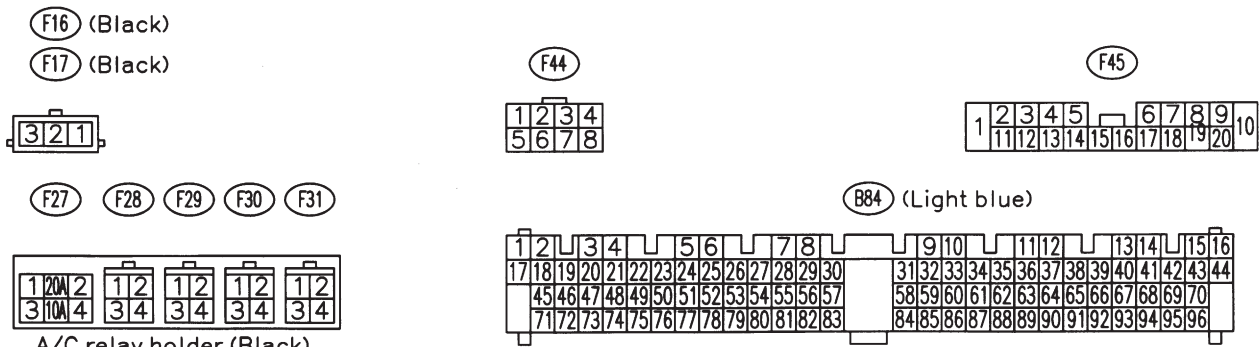 F16 (Black)
F17 (Black)
F44
F45
3 2 1
1 2 3 4
5 6 7 8
1 2 3 4 5 6 7 8 9 10
11 12 13 14 15 16 17 18 19 20
F27 F28 F29 F30 F31
B84 (Light blue)
1 20A 2 1 2 1 2 1 2 1 2
3 10A 4 3 4 3 4 3 4 3 4
A/C relay holder (Black)
1 2 3 4 5 6 7 8 9 10 11 12 13 14 15 16
17 18 19 20 21 22 23 24 25 26 27 28 29 30 31 32 33 34 35 36 37 38 39 40 41 42 43 44
45 46 47 48 49 50 51 52 53 54 55 56 57 58 59 60 61 62 63 64 65 66 67 68 69 70
71 72 73 74 75 76 77 78 79 80 81 82 83 84 85 86 87 88 89 90 91 92 93 94 95 96